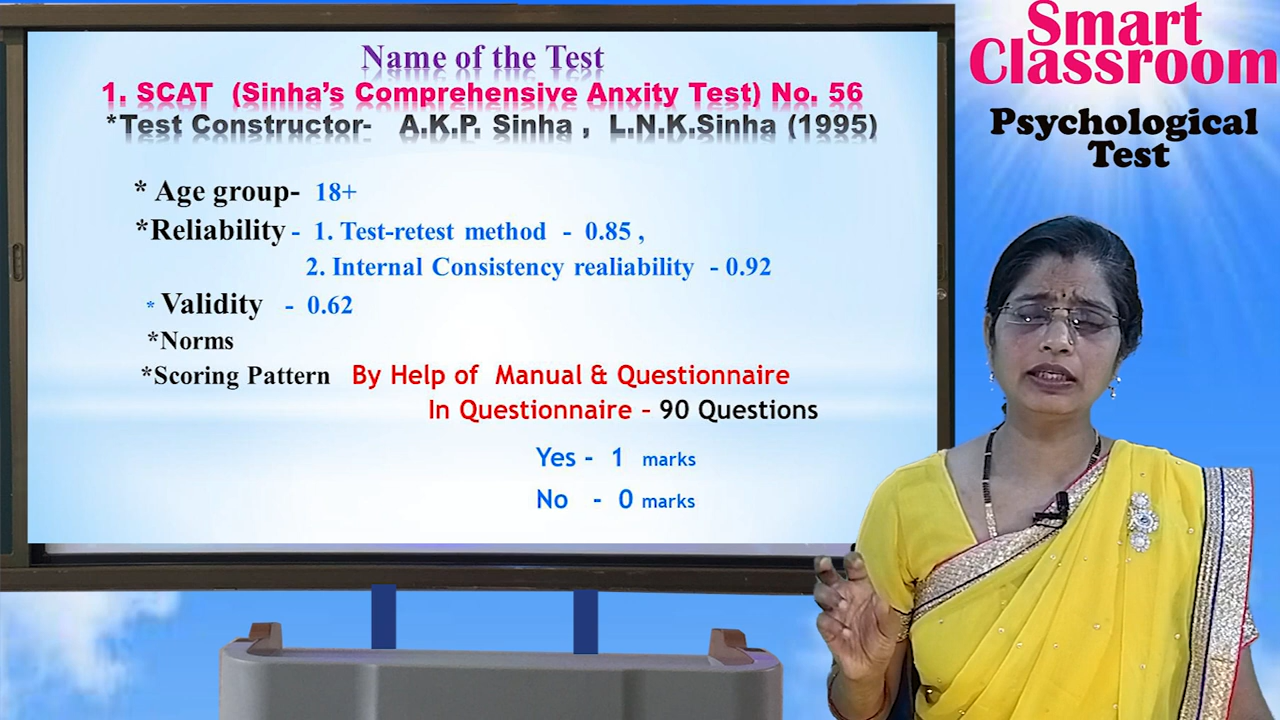 Name of the Test
1. SCAT (Sinha's Comprehensive Anxity Test) No. 56
*Test Constructor- A.K.P. Sinha , L.N.K.Sinha (1995)
* Age group- 18+
*Reliability - 1. Test-retest method - 0.85 ,
2. Internal Consistency realiability - 0.92
* Validity - 0.62
*Norms
*Scoring Pattern By Help of Manual & Questionnaire
In Questionnaire - 90 Questions
Yes - 1 marks
No - 0 marks
Smart
Classroom
Psychological
Test